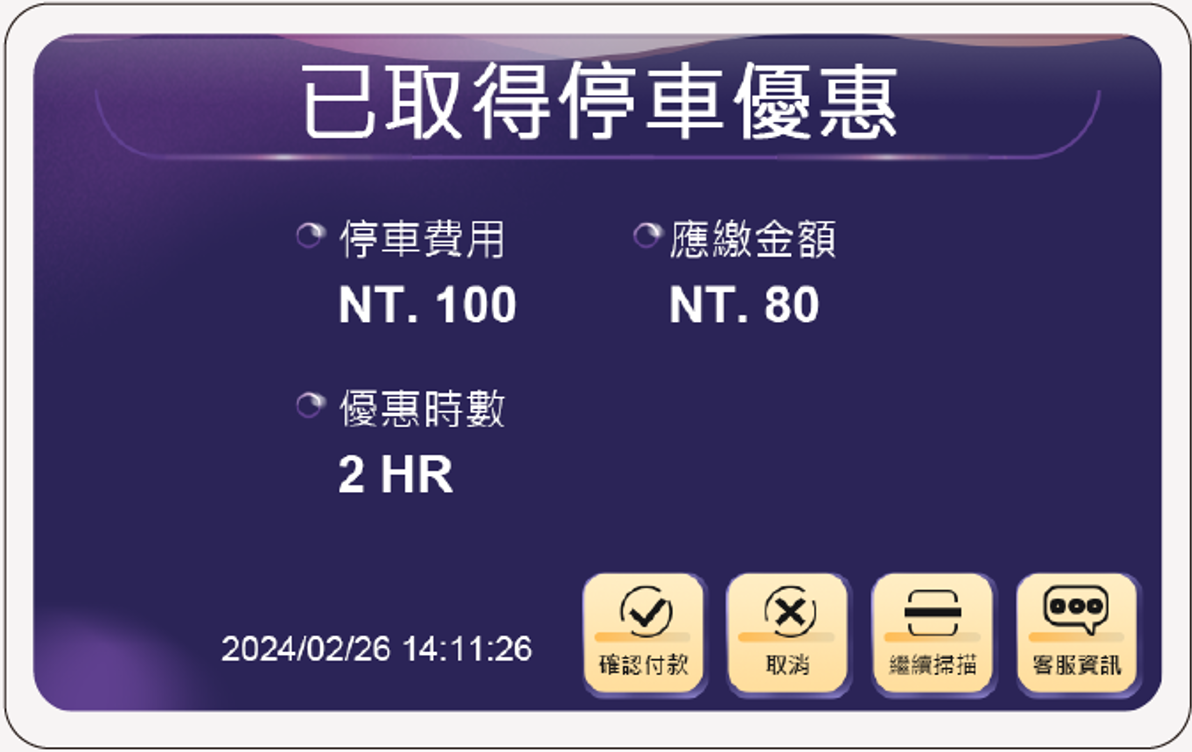 已取得停車優惠
停車費用
應繳金額
NT. 100
NT. 80
優惠時數
2 HR
2024/02/26 14:11:26
確認付款
取消
繼續掃描
客服資訊